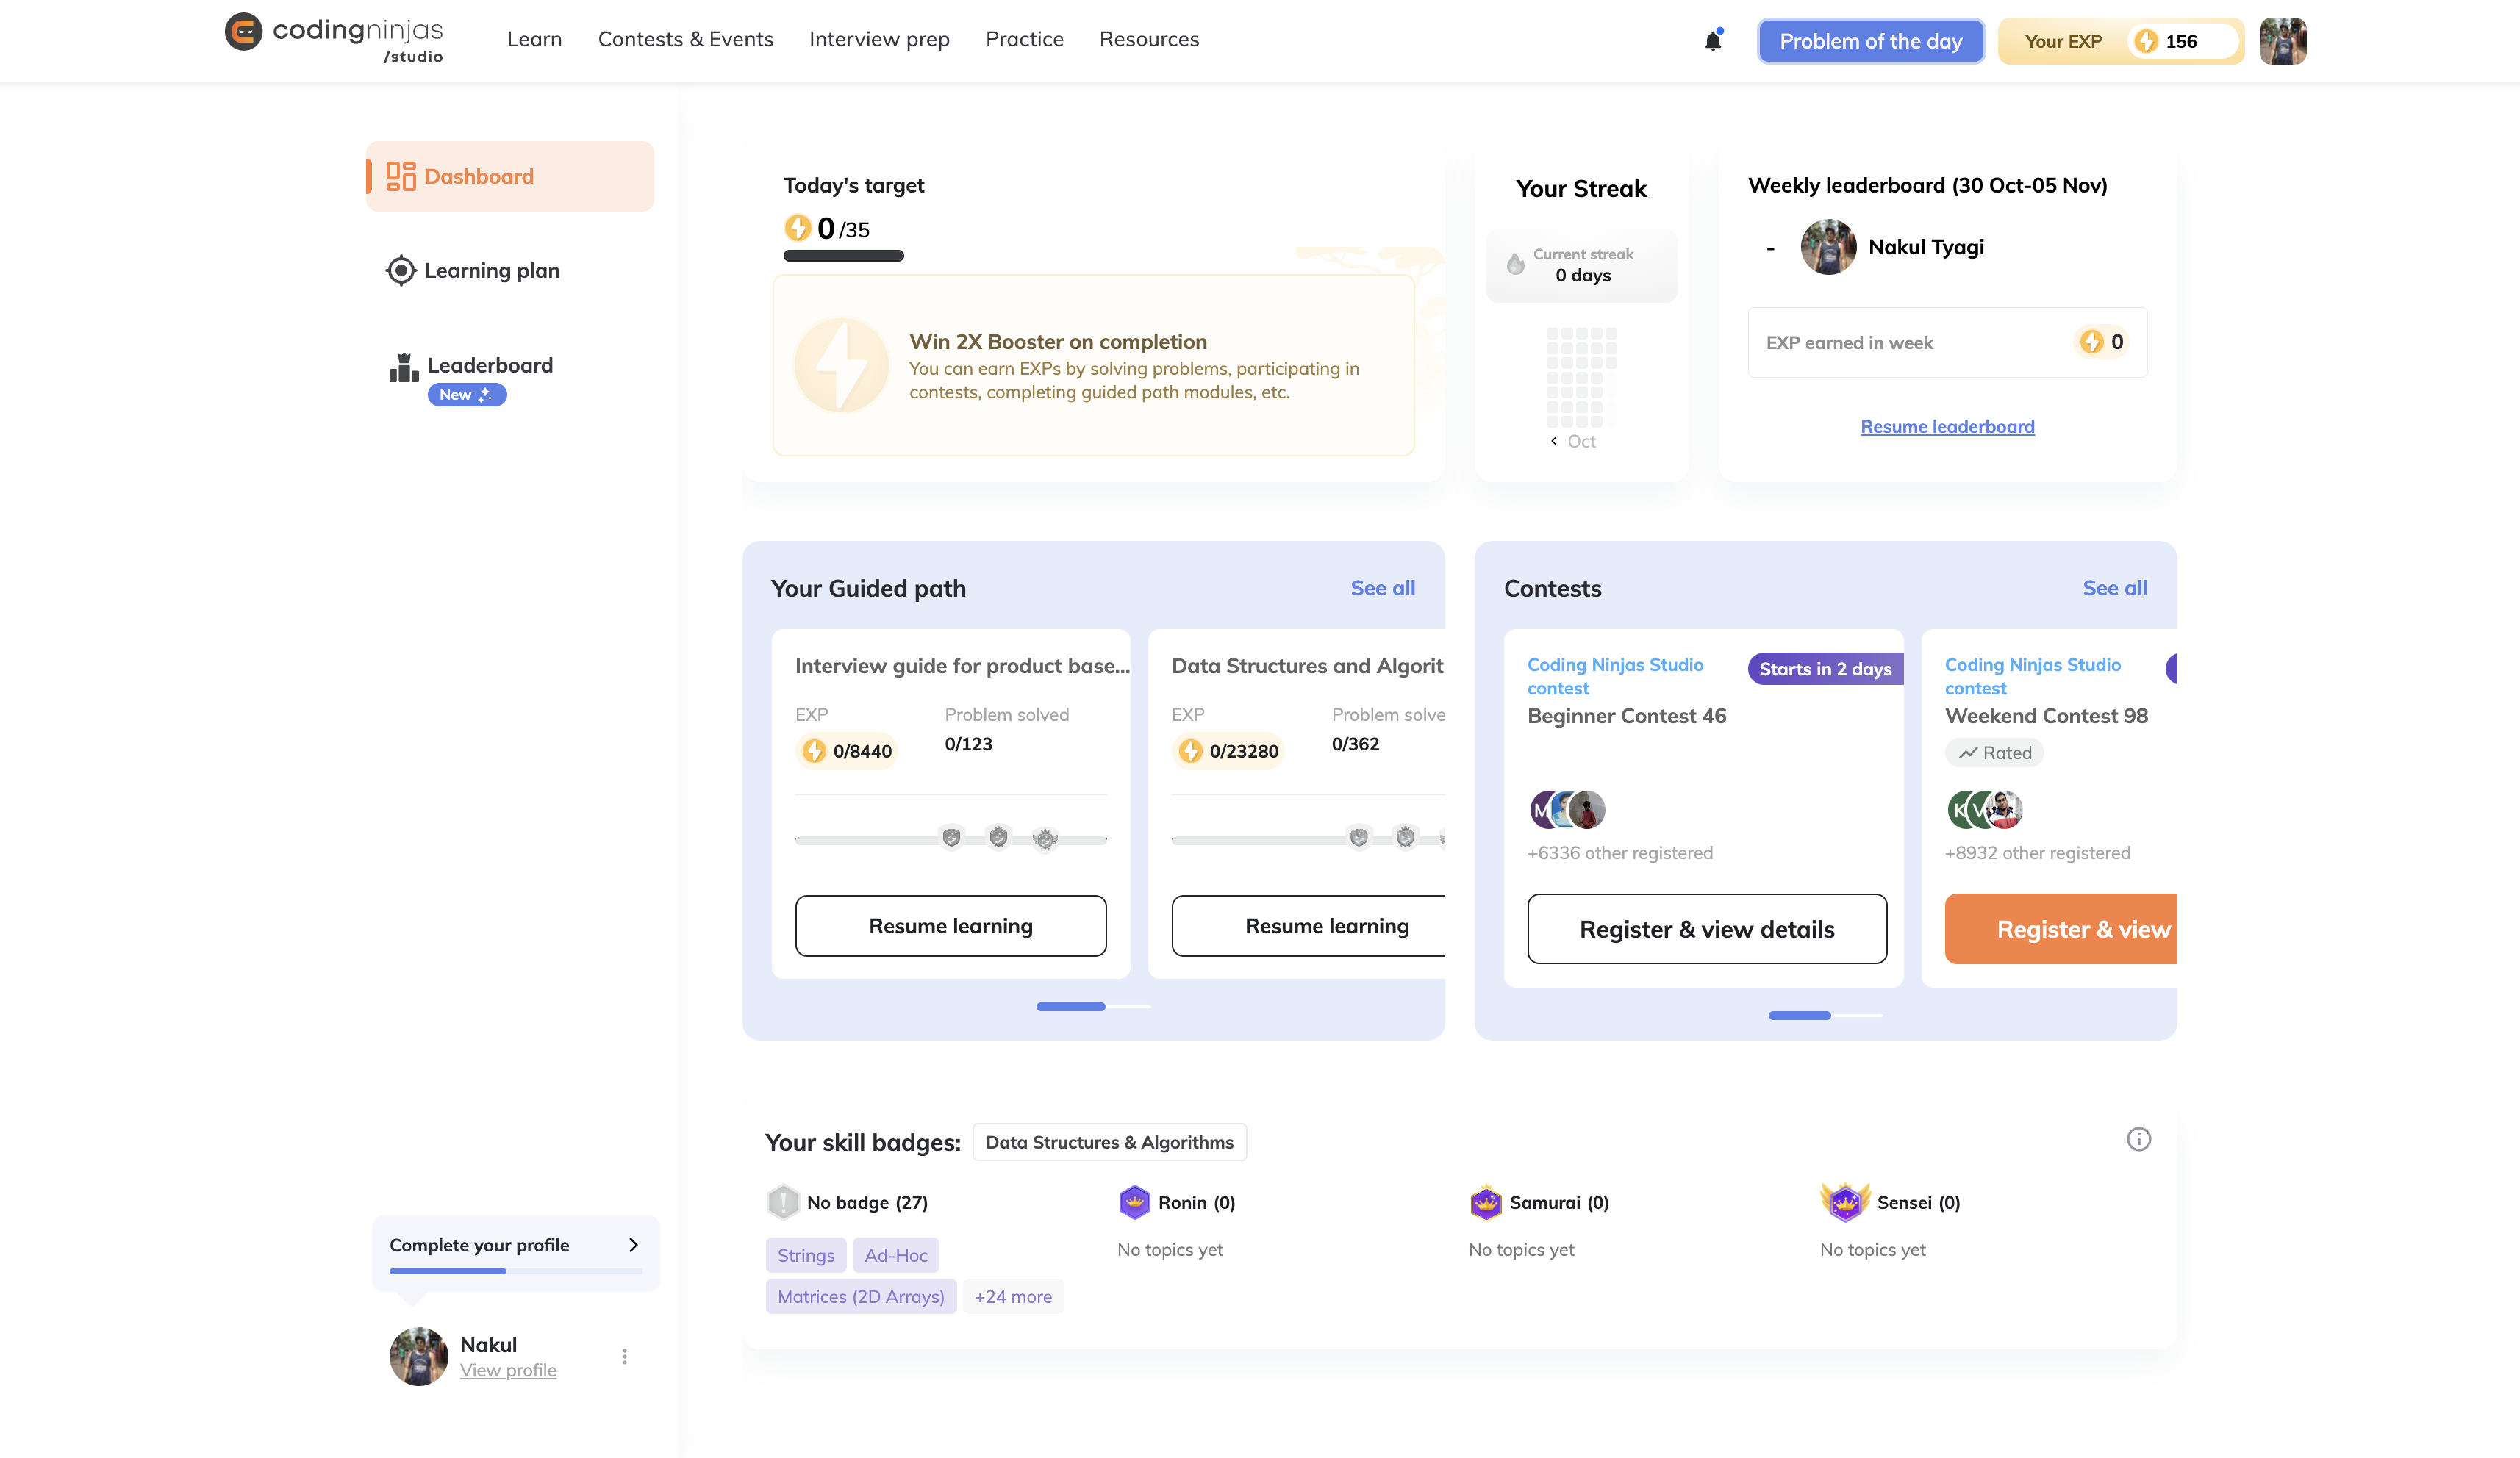 codingninjas
/studio
Learn
Contests & Events
Interview prep
Practice
Resources
Problem of the day
Your EXP
156
Dashboard
Learning plan
Leaderboard
New
Complete your profile
Nakul
View profile
Today's target
0 /35
Win 2X Booster on completion
You can earn EXPs by solving problems, participating in
contests, completing guided path modules, etc.
Your Streak
Current streak
0 days
Oct
Weekly leaderboard (30 Oct-05 Nov)
-
Nakul Tyagi
EXP earned in week
0
Resume leaderboard
Your Guided path
See all
Interview guide for product base...
EXP
Problem solved
0/8440
0/123
Resume learning
Data Structures and Algorit
EXP
Problem solve
0/23280
0/362
Resume learning
Contests
See all
Coding Ninjas Studio
contest
Starts in 2 days
Beginner Contest 46
M
+6336 other registered
Register & view details
Coding Ninjas Studio
contest
Weekend Contest 98
Rated
K
V
+8932 other registered
Register & view
Your skill badges:
Data Structures & Algorithms
No badge (27)
Strings
Ad-Hoc
Matrices (2D Arrays)
+24 more
Ronin (0)
No topics yet
Samurai (0)
No topics yet
Sensei (0)
No topics yet